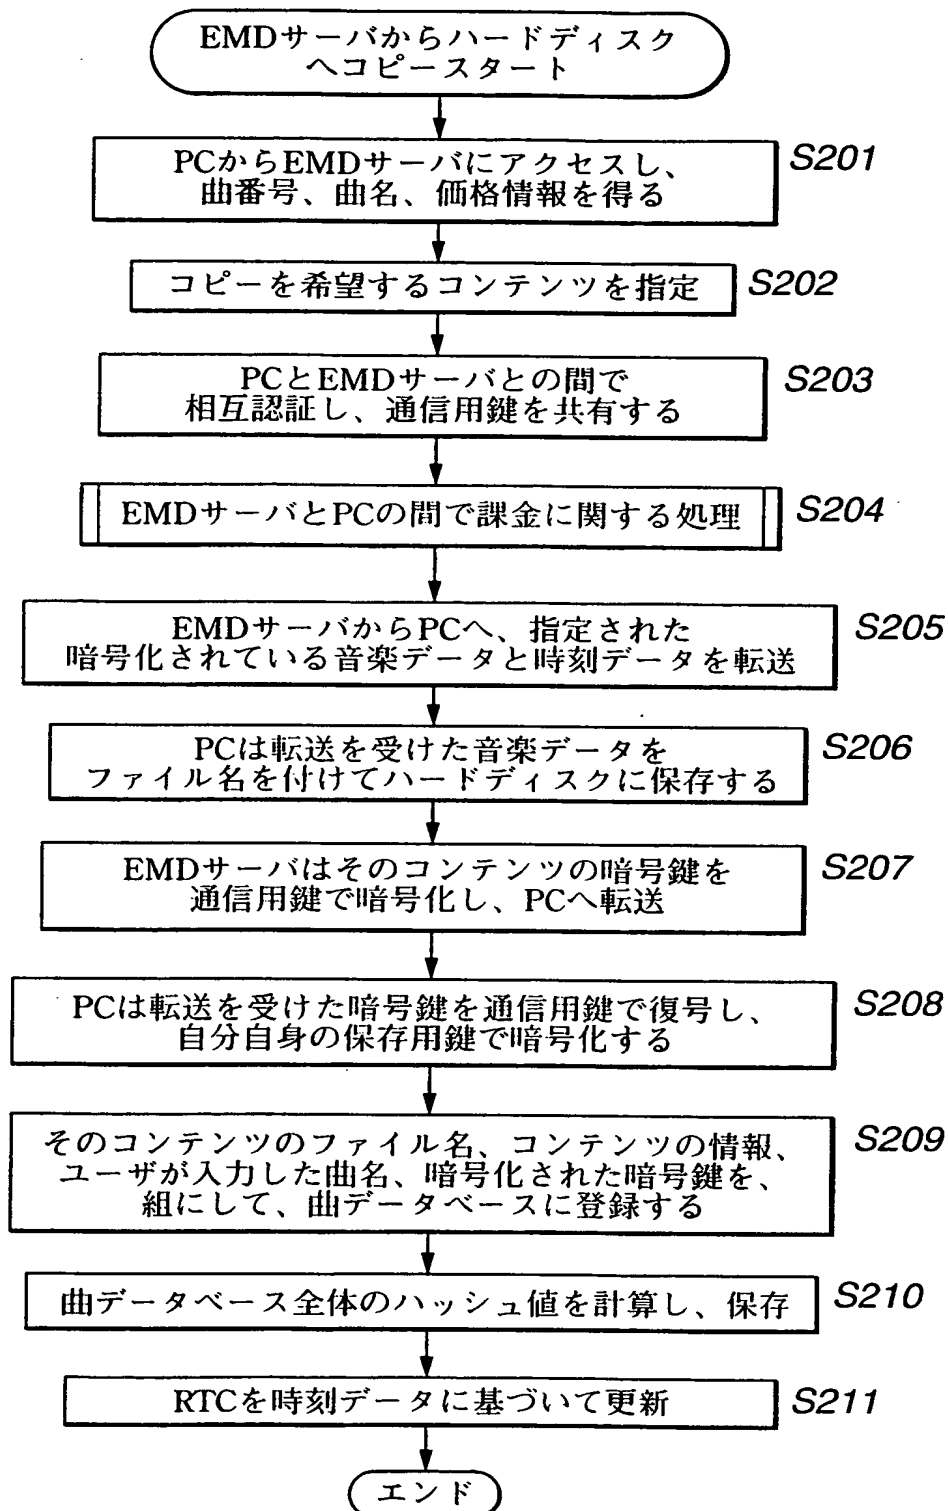 EMDサーバからハードディスク
へコピースタート
PCからEMDサーバにアクセスし、
曲番号、曲名、価格情報を得る
S201
コピーを希望するコンテンツを指定
S202
PCとEMDサーバとの間で
相互認証し、通信用鍵を共有する
S203
EMDサーバとPCの間で課金に関する処理
S204
EMDサーバからPCへ、指定された
暗号化されている音楽データと時刻データを転送
S205
PCは転送を受けた音楽データを
ファイル名を付けてハードディスクに保存する
S206
EMDサーバはそのコンテンツの暗号鍵を
通信用鍵で暗号化し、PCへ転送
S207
PCは転送を受けた暗号鍵を通信用鍵で復号し、
自分自身の保存用鍵で暗号化する
S208
そのコンテンツのファイル名、コンテンツの情報、
ユーザが入力した曲名、暗号化された暗号鍵を、
組にして、曲データベースに登録する
S209
曲データベース全体のハッシュ値を計算し、保存
S210
RTCを時刻データに基づいて更新
S211
エンド